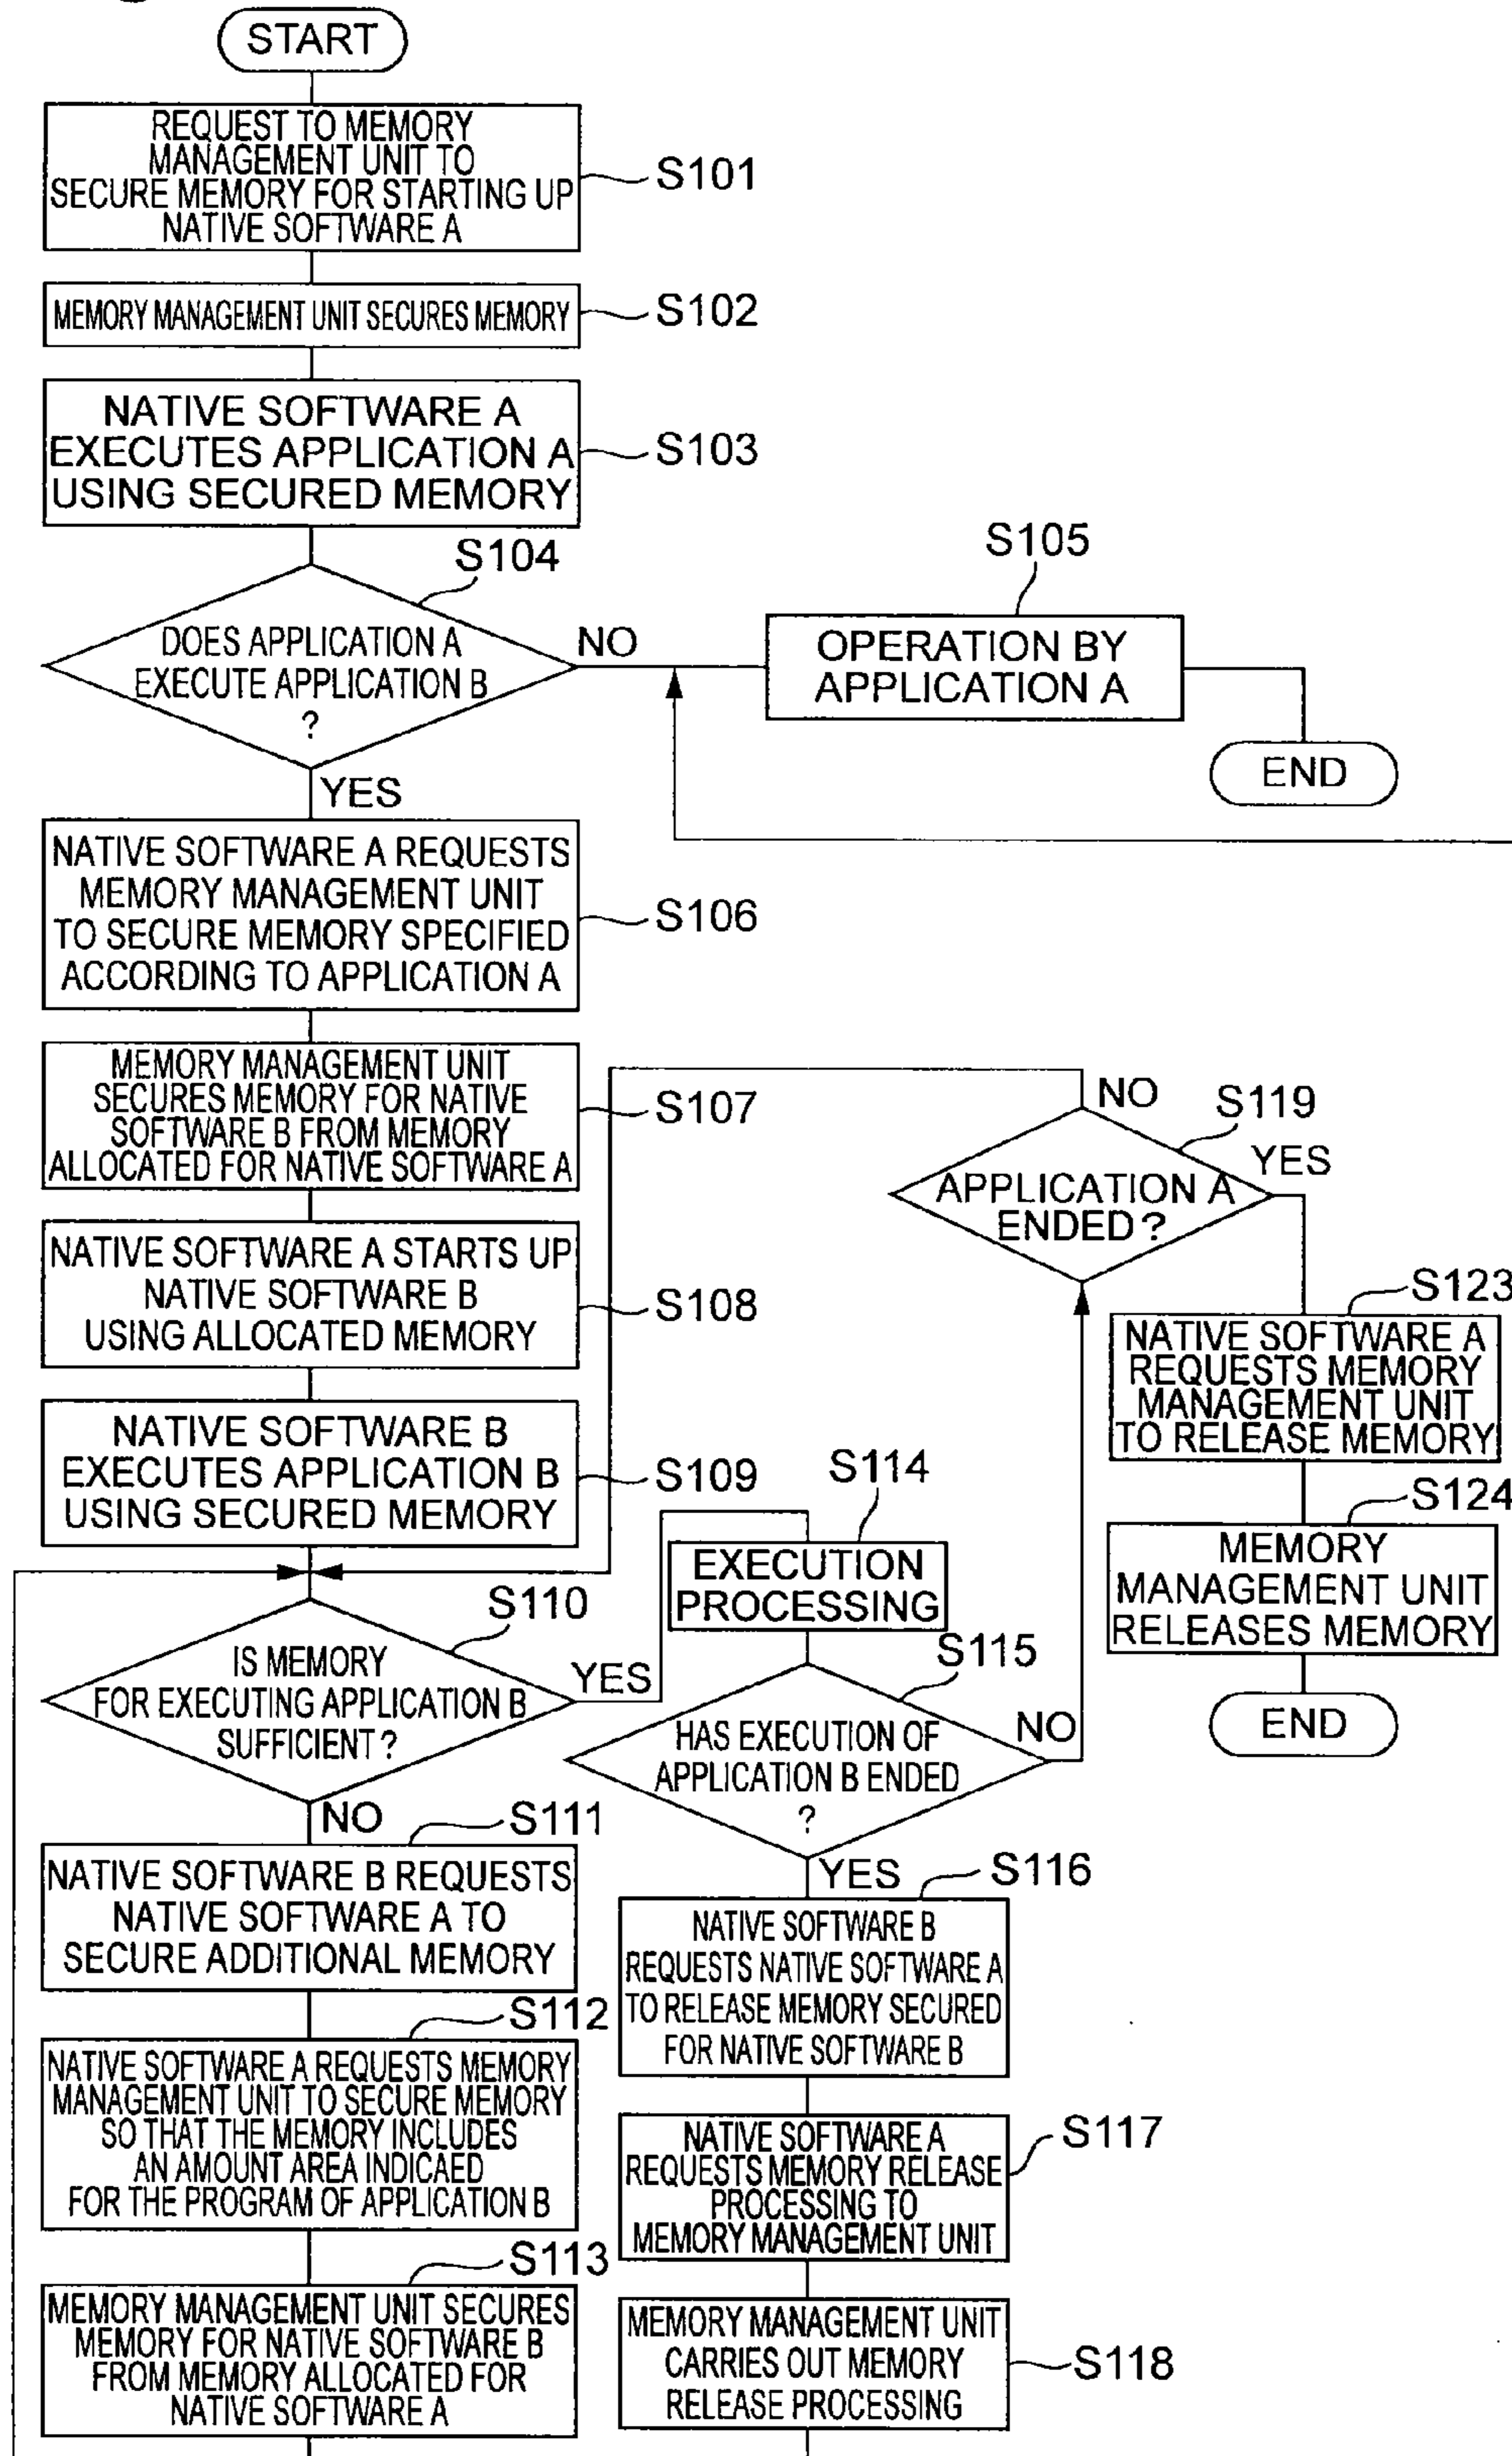 START
REQUEST TO MEMORY
MANAGEMENT UNIT TO
SECURE MEMORY FOR STARTING UP
NATIVE SOFTWARE A
S101
MEMORY MANAGEMENT UNIT SECURES MEMORY
S102
NATIVE SOFTWARE A
EXECUTES APPLICATION A
USING SECURED MEMORY
S103
S104
DOES APPLICATION A
EXECUTE APPLICATION B
?
NO
YES
S105
OPERATION BY
APPLICATION A
END
NATIVE SOFTWARE A REQUESTS
MEMORY MANAGEMENT UNIT
TO SECURE MEMORY SPECIFIED
ACCORDING TO APPLICATION A
S106
MEMORY MANAGEMENT UNIT
SECURES MEMORY FOR NATIVE
SOFTWARE B FROM MEMORY
ALLOCATED FOR NATIVE SOFTWARE A
S107
NATIVE SOFTWARE A STARTS UP
NATIVE SOFTWARE B
USING ALLOCATED MEMORY
S108
NATIVE SOFTWARE B
EXECUTES APPLICATION B
USING SECURED MEMORY
S109
S110
IS MEMORY
FOR EXECUTING APPLICATION B
SUFFICIENT?
YES
NO
S111
NATIVE SOFTWARE B REQUESTS
NATIVE SOFTWARE A TO
SECURE ADDITIONAL MEMORY
S112
NATIVE SOFTWARE A REQUESTS MEMORY
MANAGEMENT UNIT TO SECURE MEMORY
SO THAT THE MEMORY INCLUDES
AN AMOUNT AREA INDICAED
FOR THE PROGRAM OF APPLICATION B
S113
MEMORY MANAGEMENT UNIT SECURES
MEMORY FOR NATIVE SOFTWARE B
FROM MEMORY ALLOCATED FOR
NATIVE SOFTWARE A
S114
EXECUTION
PROCESSING
S115
HAS EXECUTION OF
APPLICATION B ENDED
?
NO
YES
S116
NATIVE SOFTWARE B
REQUESTS NATIVE SOFTWARE A
TO RELEASE MEMORY SECURED
FOR NATIVE SOFTWARE B
S117
NATIVE SOFTWARE A
REQUESTS MEMORY RELEASE
PROCESSING TO
MEMORY MANAGEMENT UNIT
MEMORY MANAGEMENT UNIT
CARRIES OUT MEMORY
RELEASE PROCESSING
S118
NO
S119
YES
APPLICATION A
ENDED?
S123
NATIVE SOFTWARE A
REQUESTS MEMORY
MANAGEMENT UNIT
TO RELEASE MEMORY
S124
MEMORY
MANAGEMENT UNIT
RELEASES MEMORY
END